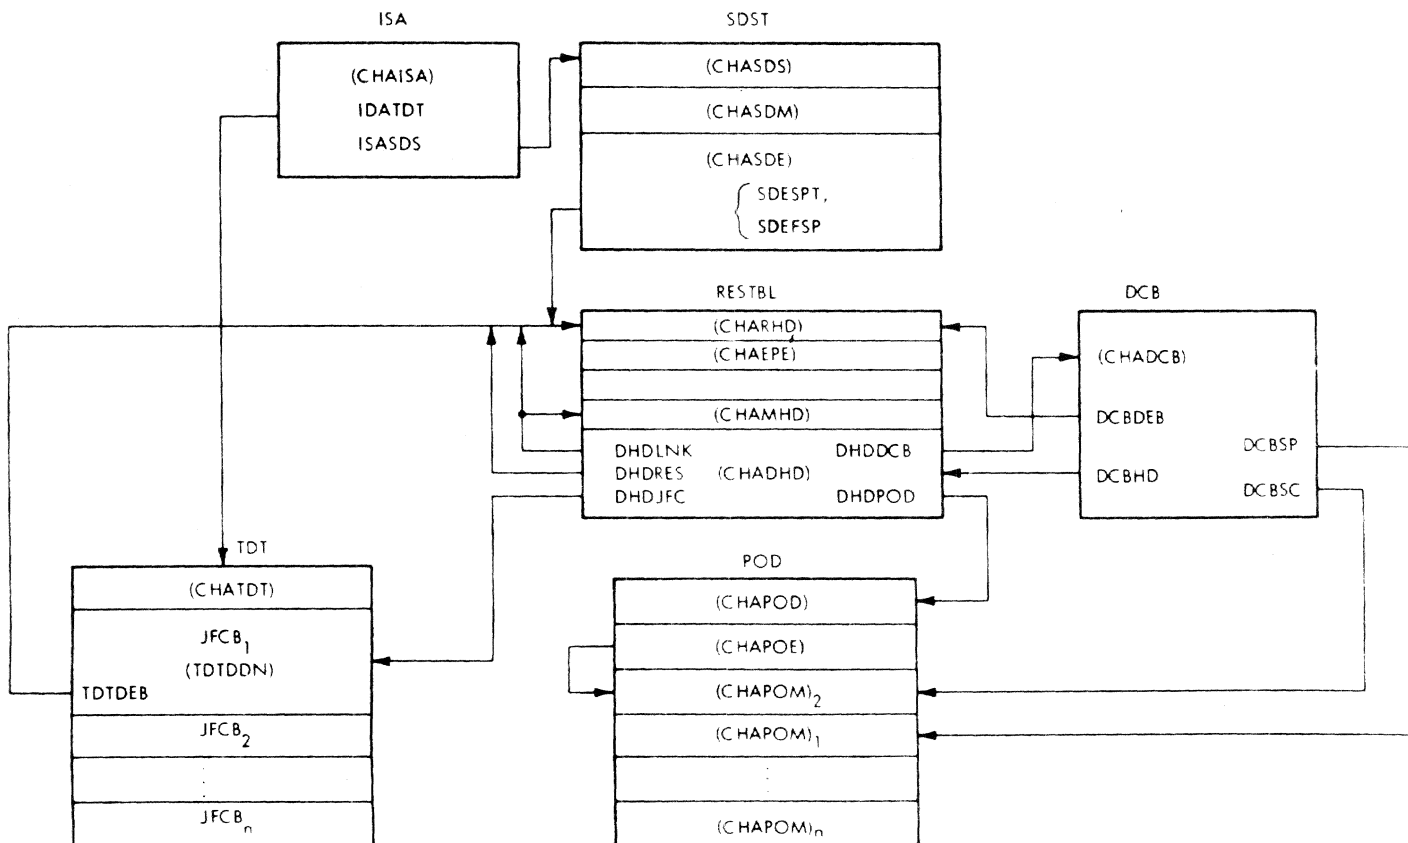 ISA
(CHAISA)
IDATDT
ISASDS
SDST
(CHASDS)
(CHASDM)
(CHASDE)
SDESPT,
SDEFSP
RESTBL
(CHARHD)
(CHAEPE)
(CHAMHD)
DHDLNK DHDDCB
DHDRES (CHADHD)
DHDJFC DHDPOD
DCB
(CHADCB)
DCBDEB
DCBSP
DCBHD
DCBSC
TDT
(CHATDT)
JFCB1
(TDTDDN)
TDTDEB
JFCB2
JFCBn
POD
(CHAPOD)
(CHAPOE)
(CHAPOM)2
(CHAPOM)1
(CHAPOM)n